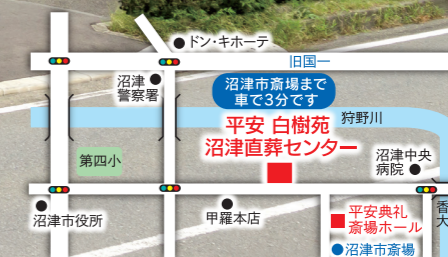 ドン・キホーテ
旧国一
沼津
警察署
沼津市斎場まで
車で3分です
狩野川
平安 白樹苑
沼津直葬センター
沼津中央
病院
第四小
沼津市役所
甲羅本店
平安典礼
斎場ホール
沼津市斎場
香
大